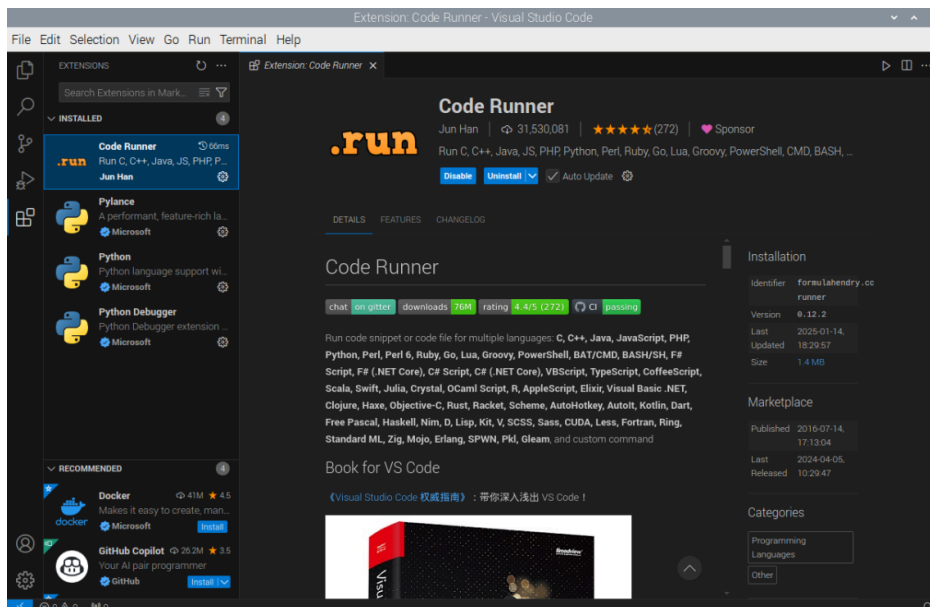 Extension: Code Runner - Visual Studio Code
File Edit Selection View Go Run Terminal Help
EXTENSIONS
Search Extensions in Mark...
INSTALLED 4
Code Runner 66ms
Run C, C++, Java, JS, PHP, P...
Jun Han
Pylance
A performant, feature-rich la...
Microsoft
Python
Python language support wi...
Microsoft
Python Debugger
Python Debugger extension ...
Microsoft
RECOMMENDED 4
Docker 41M 4.5
Makes it easy to create, man...
Microsoft Install
GitHub Copilot 26.2M 3.5
Your AI pair programmer
GitHub Install
Extension: Code Runner
.run
Code Runner
Jun Han 31,530,081 (272) Sponsor
Run C, C++, Java, JS, PHP, Python, Perl, Ruby, Go, Lua, Groovy, PowerShell, CMD, BASH, ...
Disable Uninstall Auto Update
DETAILS FEATURES CHANGELOG
Code Runner
chat on gitter downloads 76M rating 4.4/5 (272) CI passing
Run code snippet or code file for multiple languages: C, C++, Java, JavaScript, PHP,
Python, Perl, Perl 6, Ruby, Go, Lua, Groovy, PowerShell, BAT/CMD, BASH/SH, F#
Script, F# (.NET Core), C# Script, C# (.NET Core), VBScript, TypeScript, CoffeeScript,
Scala, Swift, Julia, Crystal, OCaml Script, R, AppleScript, Elixir, Visual Basic .NET,
Clojure, Haxe, Objective-C, Rust, Racket, Scheme, AutoHotkey, AutoIt, Kotlin, Dart,
Free Pascal, Haskell, Nim, D, Lisp, Kit, V, SCSS, Sass, CUDA, Less, Fortran, Ring,
Standard ML, Zig, Mojo, Erlang, SPWN, Pkl, Gleam, and custom command
Book for VS Code
《Visual Studio Code 权威指南》：带你深入浅出 VS Code！
Broadview
Visu
Installation
Identifier formulahendry.cc
runner
Version 0.12.2
Last 2025-01-14,
Updated 18:29:57
Size 1.4 MB
Marketplace
Published 2016-07-14,
17:13:04
Last 2024-04-05,
Released 10:29:47
Categories
Programming
Languages
Other
.run
docker